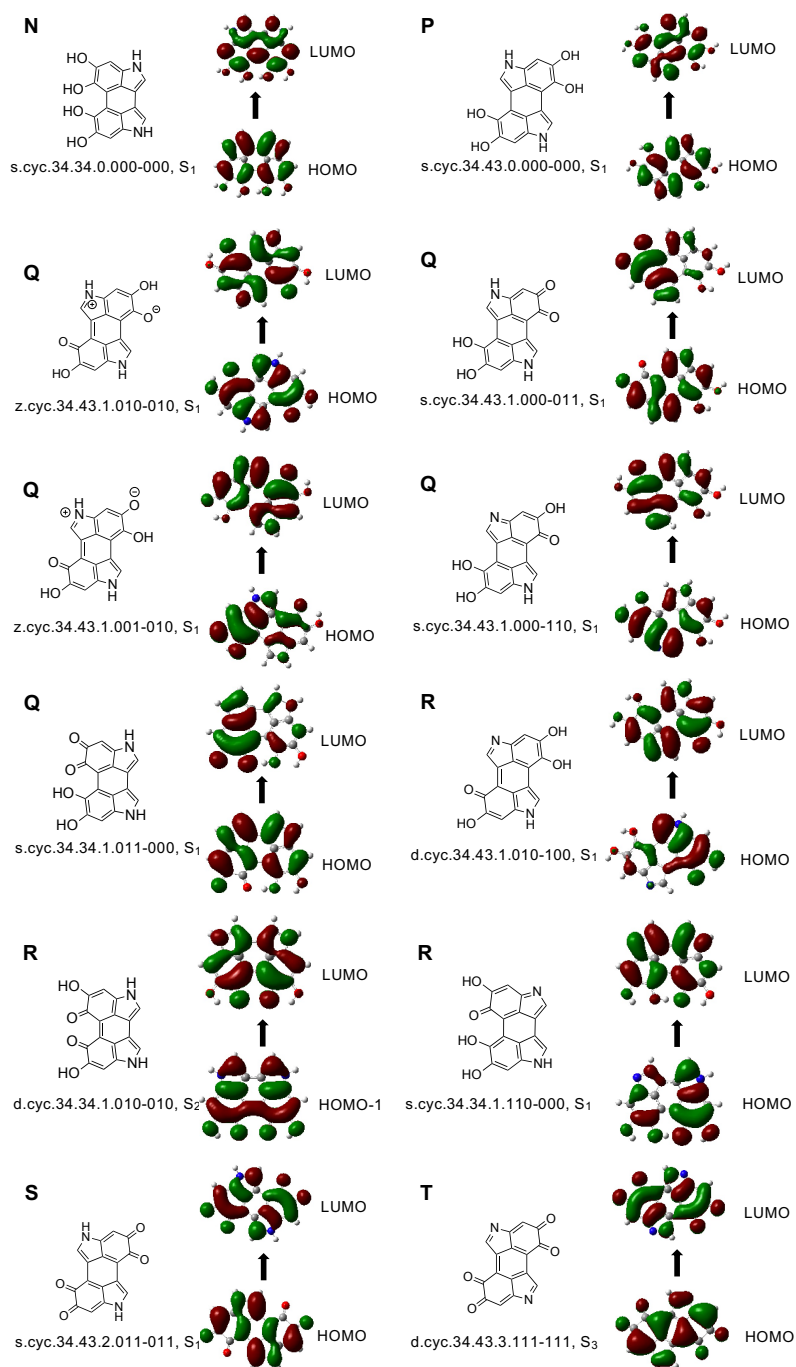 N
NH
HO
HO
HO
HO
NH
s.cyc.34.34.0.000-000, S1
LUMO
HOMO
P
HN
OH
OH
HO
HO
NH
s.cyc.34.43.0.000-000, S1
LUMO
HOMO
Q
H
N
⊕
OH
O
⊖
O
HO
N
H
z.cyc.34.43.1.010-010, S1
LUMO
HOMO
Q
HN
O
O
HO
HO
NH
s.cyc.34.43.1.000-011, S1
LUMO
HOMO
Q
H
N
⊕
O
⊖
OH
O
HO
N
H
z.cyc.34.43.1.001-010, S1
LUMO
HOMO
Q
N
OH
O
HO
HO
NH
s.cyc.34.43.1.000-110, S1
LUMO
HOMO
Q
H
N
O
O
HO
HO
NH
s.cyc.34.34.1.011-000, S1
LUMO
HOMO
R
N
OH
OH
O
HO
N
H
d.cyc.34.43.1.010-100, S1
LUMO
HOMO
R
H
N
HO
O
O
HO
NH
d.cyc.34.34.1.010-010, S2
LUMO
HOMO-1
R
HO
N
O
HO
HO
NH
s.cyc.34.34.1.110-000, S1
LUMO
HOMO
S
H
N
O
O
O
O
N
H
s.cyc.34.43.2.011-011, S1
LUMO
HOMO
T
N
O
O
O
O
N
d.cyc.34.43.3.111-111, S3
LUMO
HOMO